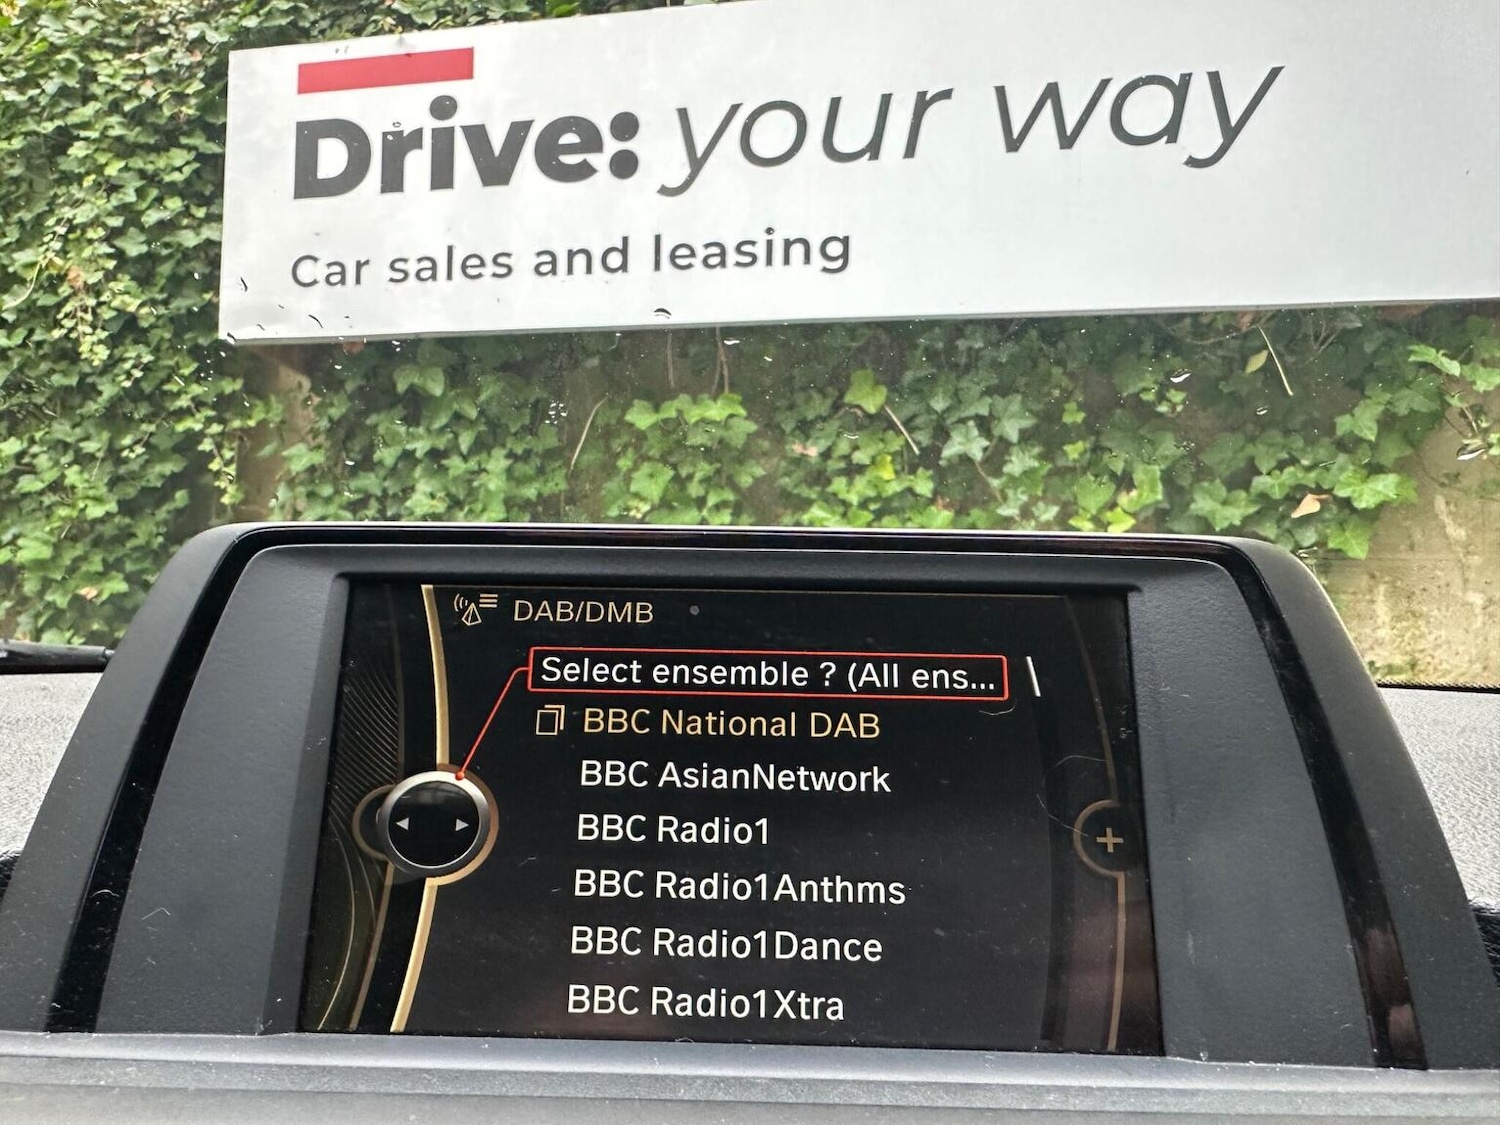 Drive: your way
Car sales and leasing
DAB/DMB
Select ensemble ? (All ens...
BBC National DAB
BBC AsianNetwork
BBC Radio1
BBC Radio1Anthms
BBC Radio1Dance
BBC Radio1Xtra